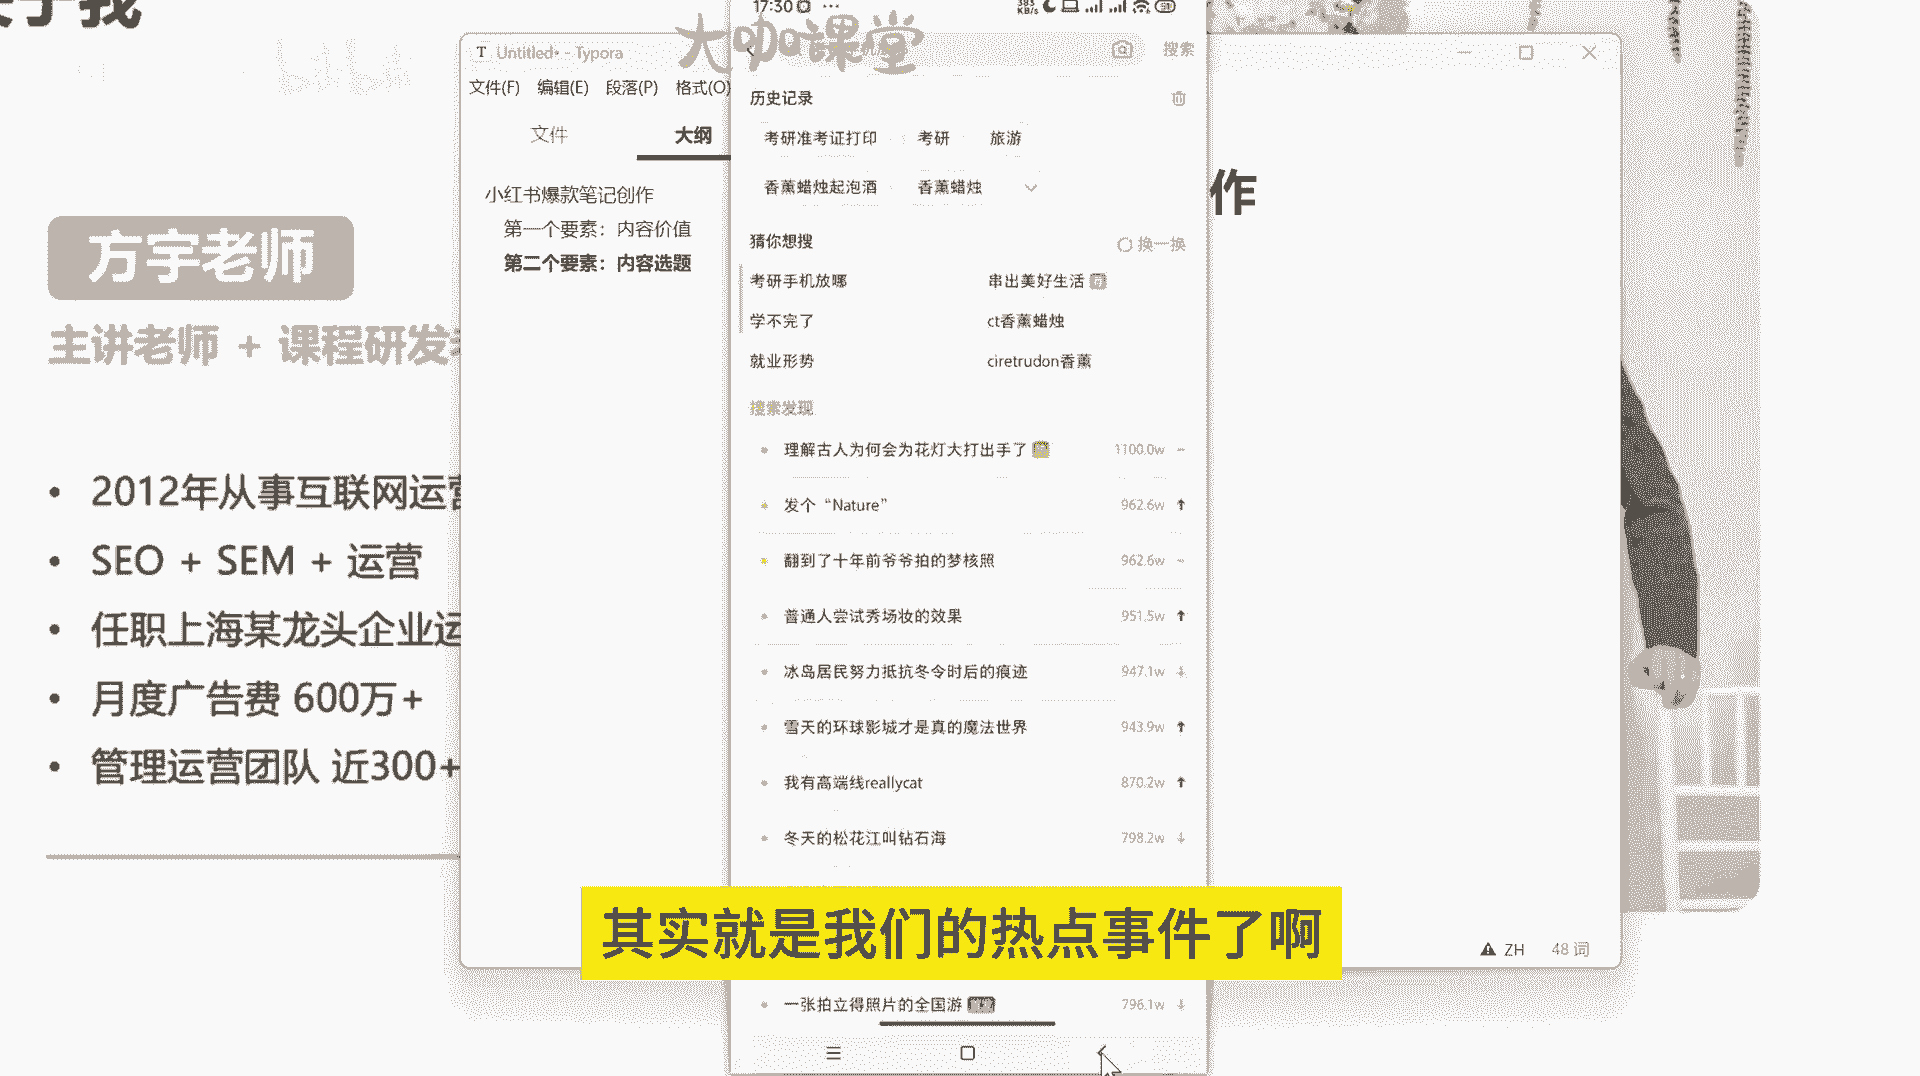 关于我
大咖课堂
bilibili
方宇老师
主讲老师 + 课程研发
2012年从事互联网运营
SEO + SEM + 运营
任职上海某龙头企业运
月度广告费 600万+
管理运营团队 近300+
Untitled• - Typora
文件(F) 编辑(E) 段落(P) 格式(O)
文件 大纲
小红书爆款笔记创作
第一个要素：内容价值
第二个要素：内容选题
作
ZH 48 词
17:30
搜索
历史记录
考研准考证打印 考研 旅游
香薰蜡烛起泡酒 香薰蜡烛
猜你想搜 换一换
考研手机放哪 串出美好生活
学不完了 ct香薰蜡烛
就业形势 ciretrudon香薰
搜索发现
理解古人为何会为花灯大打出手了 1100.0w
发个“Nature” 962.6w
翻到了十年前爷爷拍的梦核照 962.6w
普通人尝试秀场妆的效果 951.5w
冰岛居民努力抵抗冬令时后的痕迹 947.1w
雪天的环球影城才是真的魔法世界 943.9w
我有高端线reallycat 870.2w
冬天的松花江叫钻石海 798.2w
其实就是我们的热点事件了啊
一张拍立得照片的全国游 796.1w